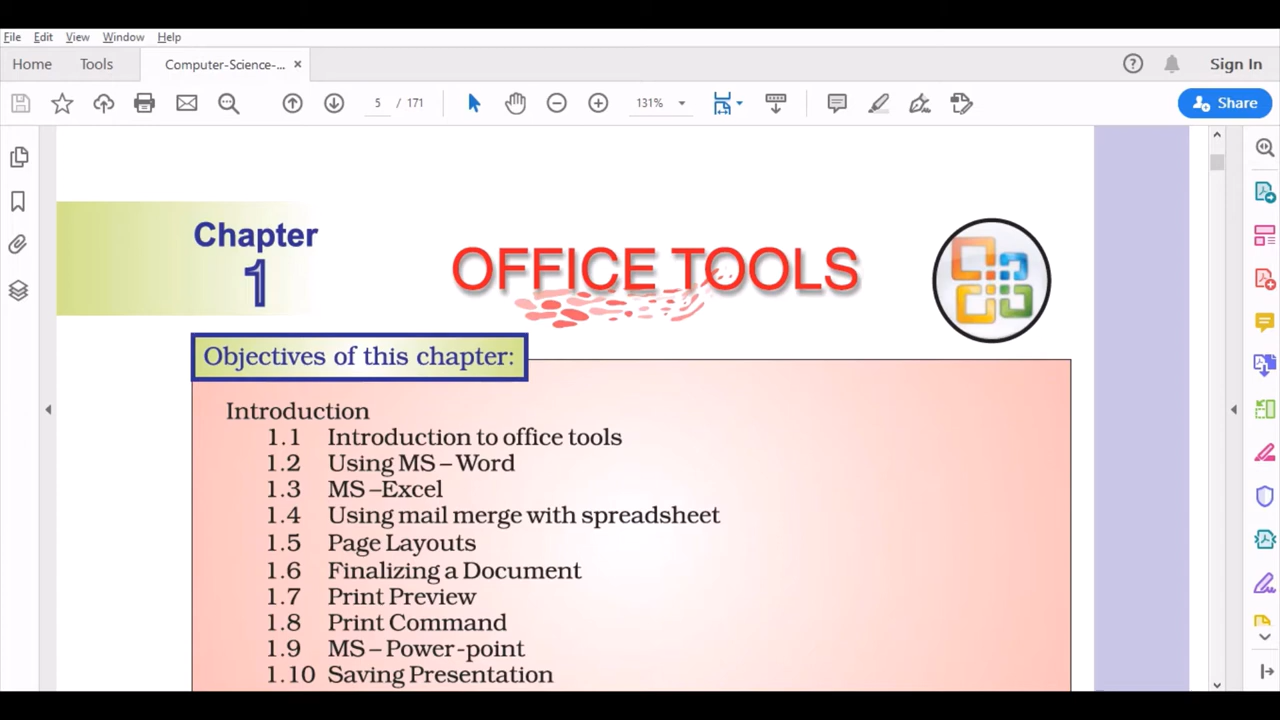 File Edit View Window Help
Home Tools Computer-Science-... × Sign In
5 / 171 131% Share
Chapter
1
OFFICE TOOLS
Objectives of this chapter:
Introduction
1.1 Introduction to office tools
1.2 Using MS – Word
1.3 MS –Excel
1.4 Using mail merge with spreadsheet
1.5 Page Layouts
1.6 Finalizing a Document
1.7 Print Preview
1.8 Print Command
1.9 MS – Power-point
1.10 Saving Presentation